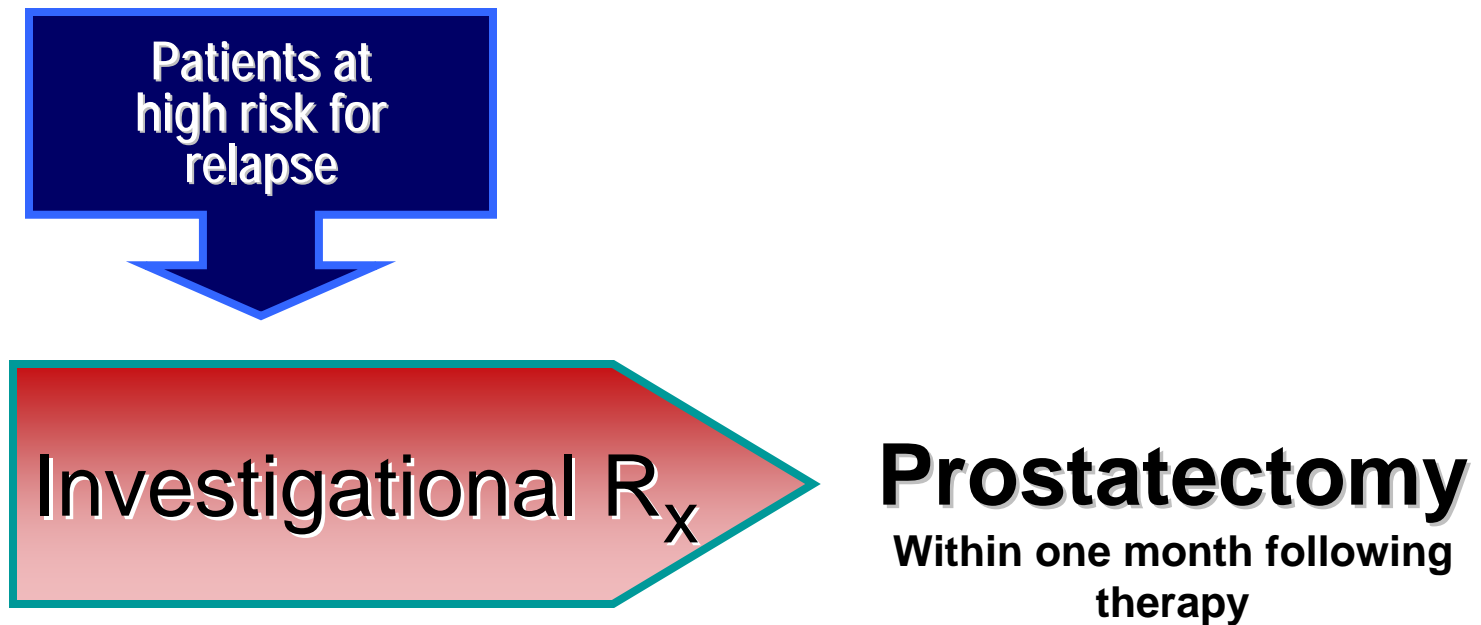 Patients at
high risk for
relapse
Investigational Rx
Prostatectomy
Within one month following
therapy